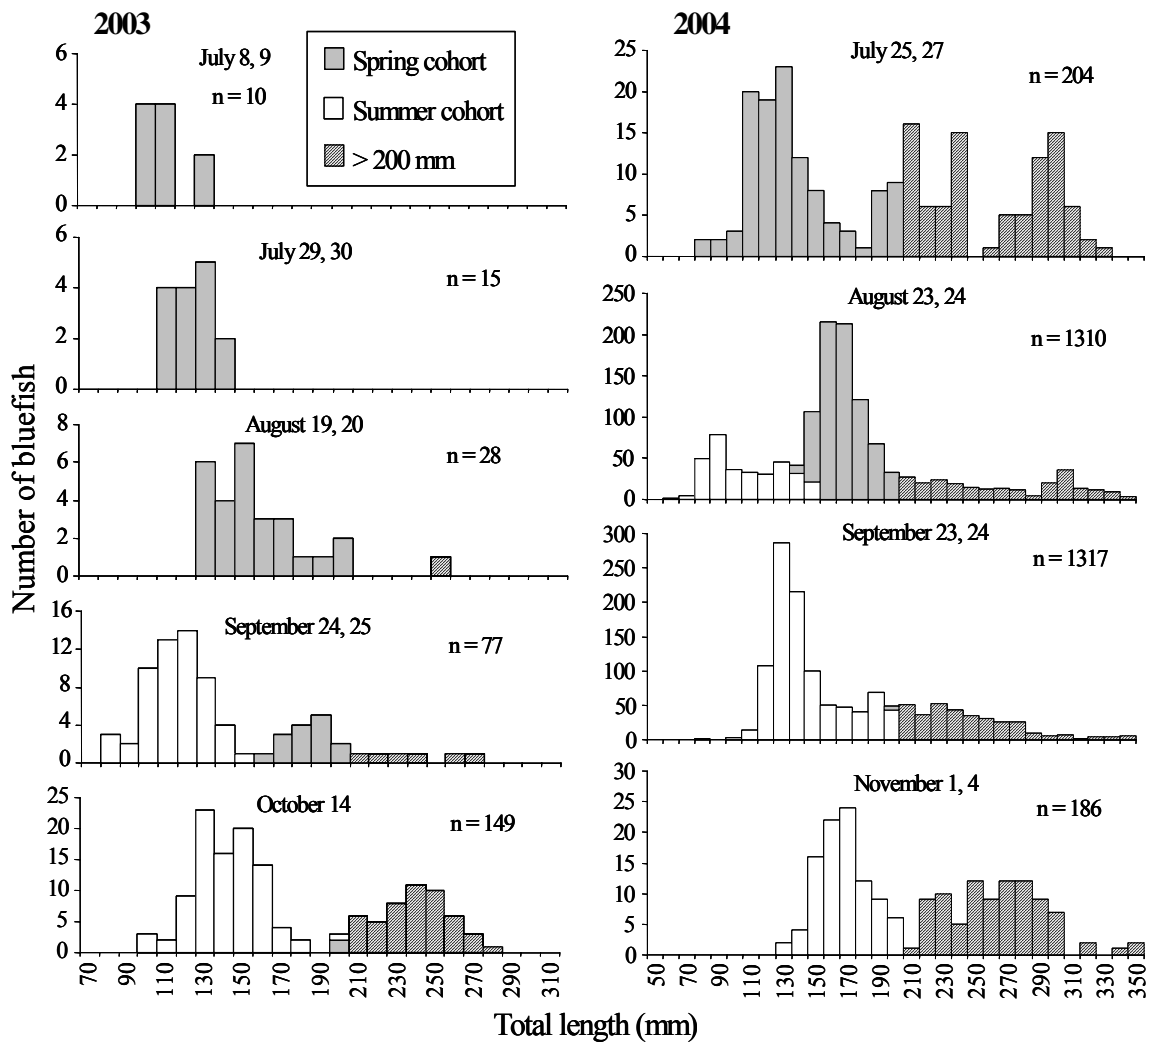 2003
July 8, 9
n = 10
6
4
2
0
Spring cohort
Summer cohort
> 200 mm
July 29, 30
n = 15
6
4
2
0
August 19, 20
n = 28
8
6
4
2
0
September 24, 25
n = 77
16
12
8
4
0
October 14
n = 149
25
20
15
10
5
0
70 90 110 130 150 170 190 210 230 250 270 290 310
2004
July 25, 27
n = 204
25
20
15
10
5
0
August 23, 24
n = 1310
250
200
150
100
50
0
September 23, 24
n = 1317
300
250
200
150
100
50
0
November 1, 4
n = 186
30
25
20
15
10
5
0
50 70 90 110 130 150 170 190 210 230 250 270 290 310 330 350
Number of bluefish
Total length (mm)